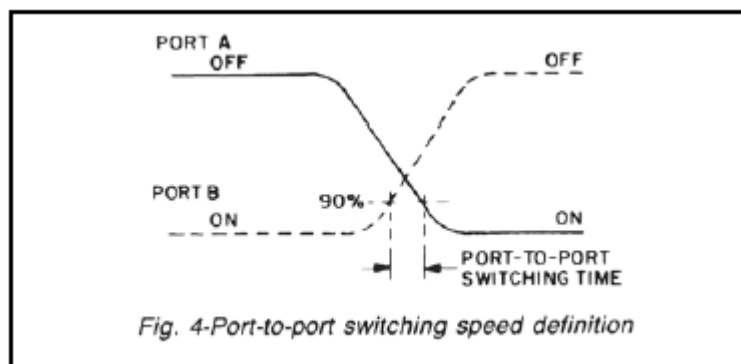 PORT A
OFF
OFF
PORT B
90%
ON
ON
PORT-TO-PORT
SWITCHING TIME
Fig. 4-Port-to-port switching speed definition